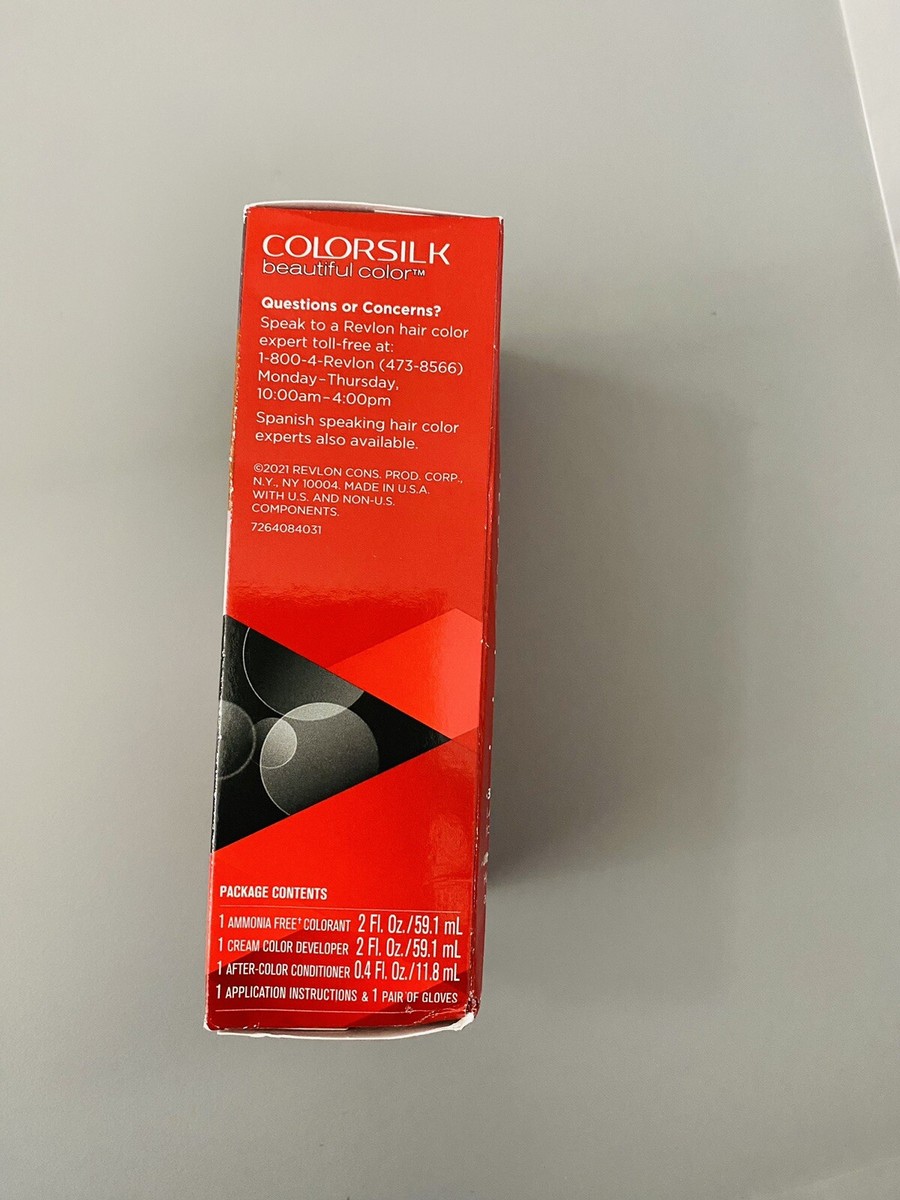 COLORSILK
beautiful color™
Questions or Concerns?
Speak to a Revlon hair color
expert toll-free at:
1-800-4-Revlon (473-8566)
Monday–Thursday,
10:00am–4:00pm
Spanish speaking hair color
experts also available.
©2021 REVLON CONS. PROD. CORP.,
N.Y., NY 10004. MADE IN U.S.A.
WITH U.S. AND NON-U.S.
COMPONENTS.
7264084031
PACKAGE CONTENTS
1 AMMONIA FREE† COLORANT 2 Fl. Oz./59.1 mL
1 CREAM COLOR DEVELOPER 2 Fl. Oz./59.1 mL
1 AFTER-COLOR CONDITIONER 0.4 Fl. Oz./11.8 mL
1 APPLICATION INSTRUCTIONS & 1 PAIR OF GLOVES